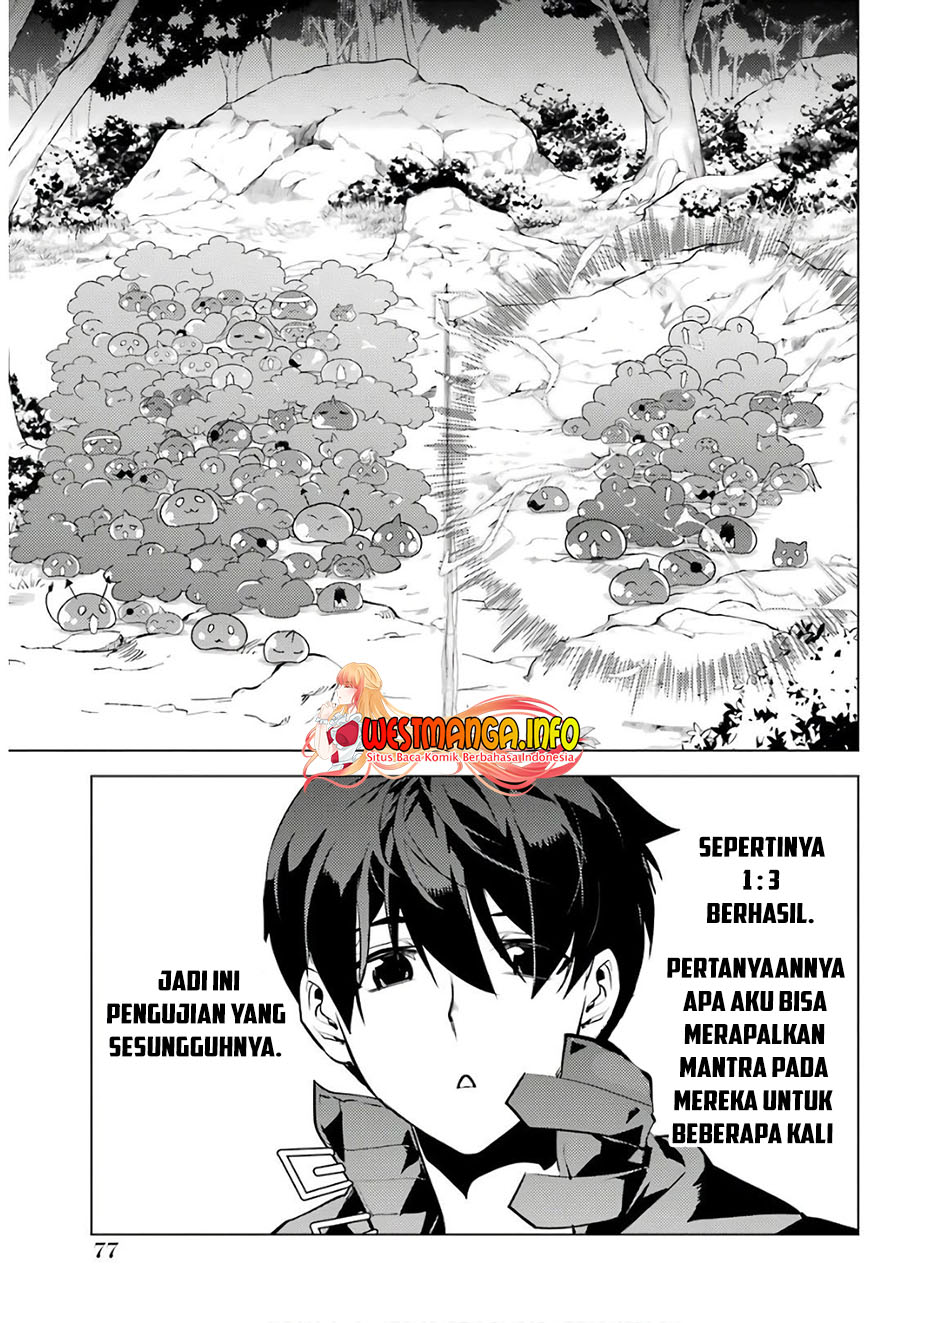 WESTMANGA.INFO
Situs Baca Komik Berbahasa Indonesia
SEPERTINYA
1:3
BERHASIL.
PERTANYAANNYA
APA AKU BISA
MERAPALKAN
MANTRA PADA
MEREKA UNTUK
BEBERAPA KALI
JADI INI
PENGUJIAN YANG
SESUNGGUHNYA.
77